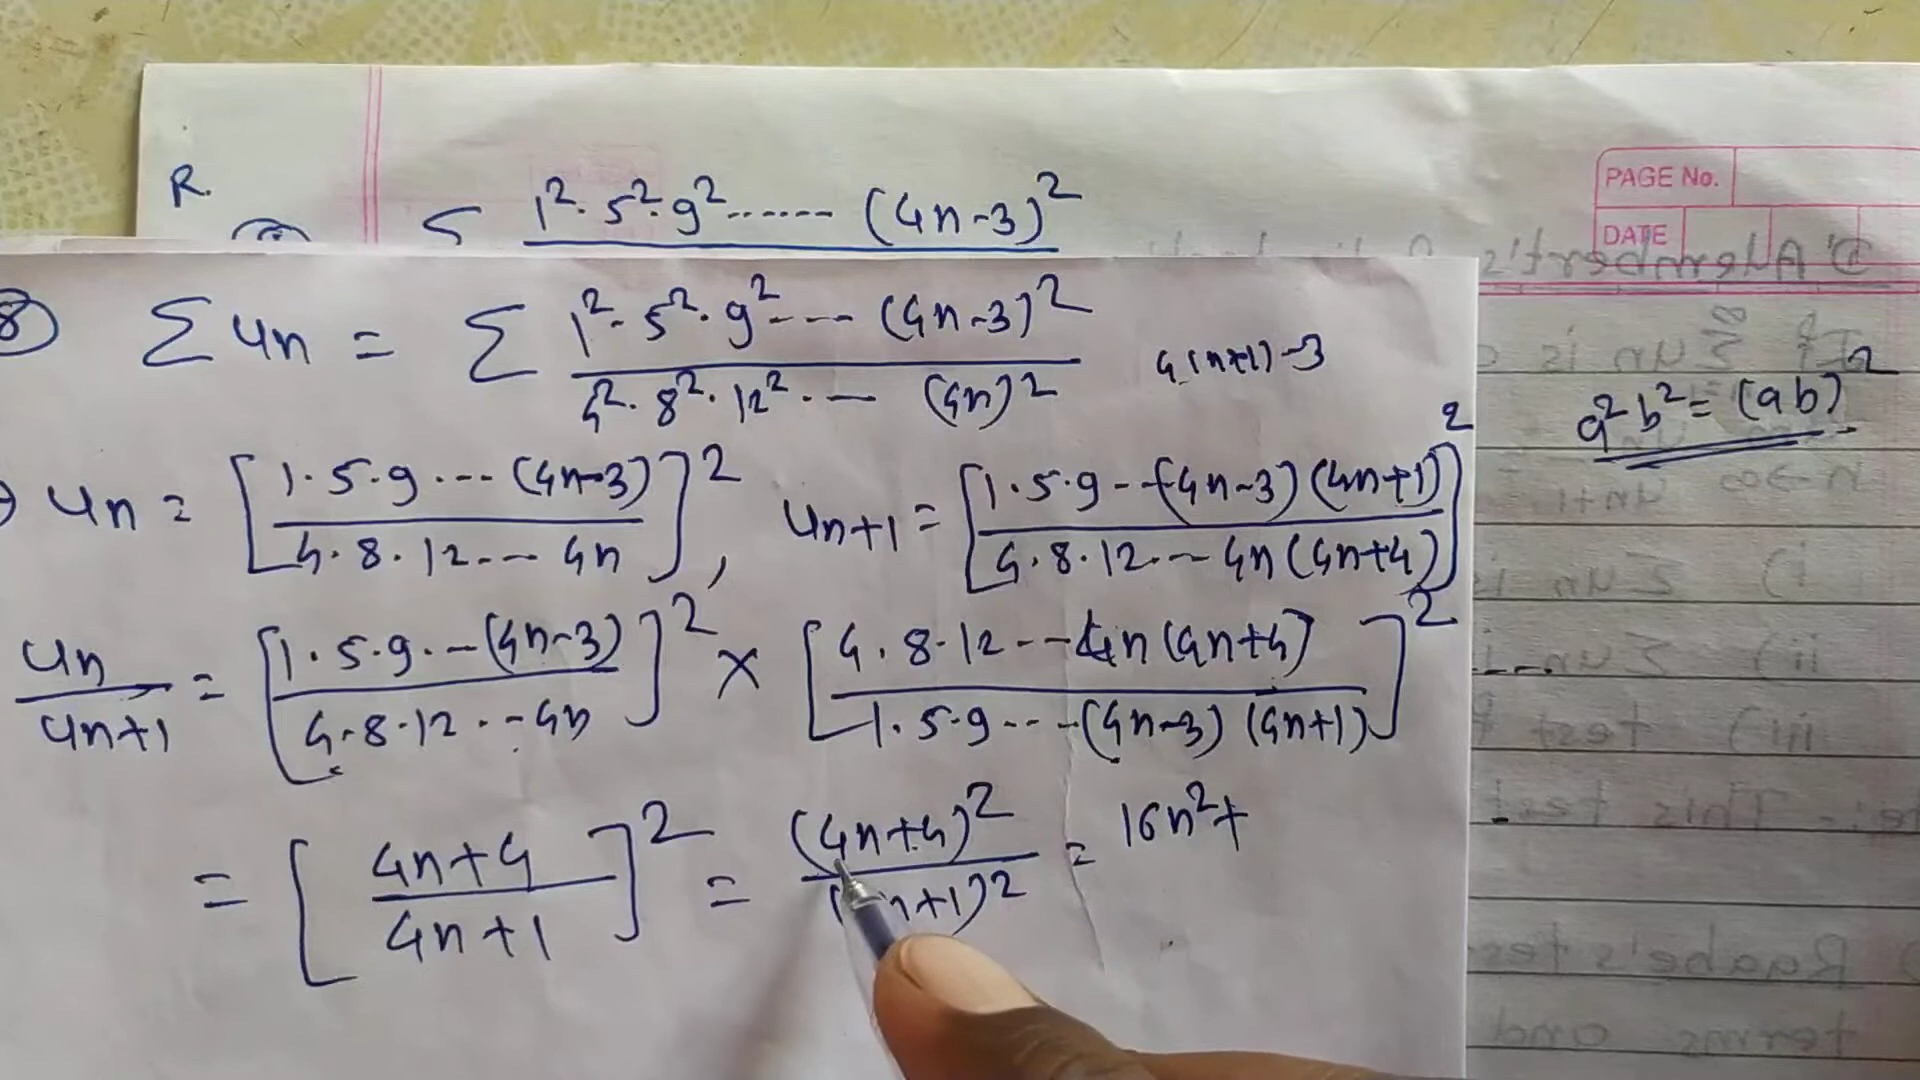 R.
1². 5². 9² ...... (4n-3)²
PAGE No.
DATE
8 Σ un = Σ 1². 5². 9² --- (4n-3)² / 4². 8². 12². -- (4n)²
4(n+1)-3
a²b² = (ab)²
un = [1·5·9·-- (4n-3) / 4·8·12·-- 4n]², un+1 = [1·5·9--(4n-3)(4n+1) / 4·8·12·-- 4n(4n+4)]²
un / un+1 = [1·5·9·--(4n-3) / 4·8·12·--4n]² × [4·8·12--4n(4n+4) / 1·5·9---(4n-3)(4n+1)]²
= [4n+4 / 4n+1]² = (4n+4)² / ( n+1)² = 16n²+